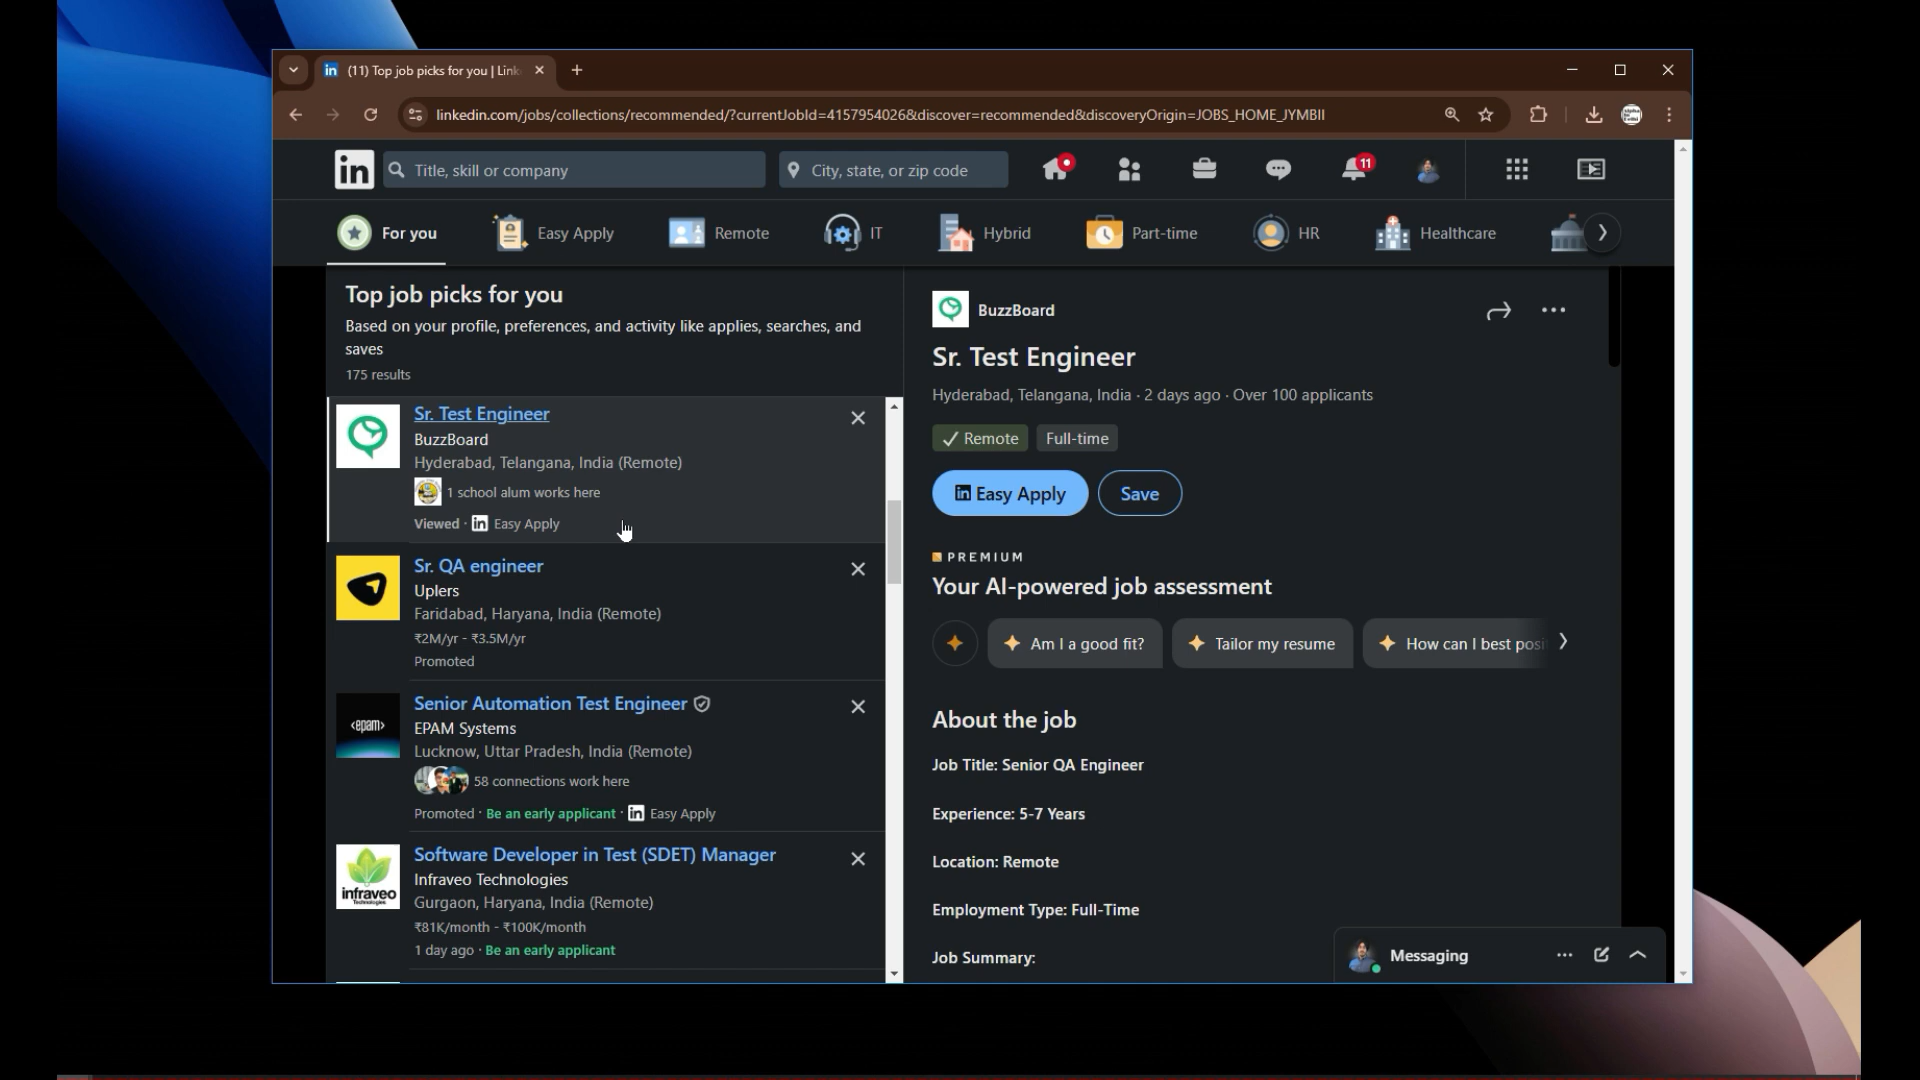 (11) Top job picks for you | Link
linkedin.com/jobs/collections/recommended/?currentJobId=4157954026&discover=recommended&discoveryOrigin=JOBS_HOME_JYMBII
in
Title, skill or company
City, state, or zip code
11
For you
Easy Apply
Remote
IT
Hybrid
Part-time
HR
Healthcare
Top job picks for you
Based on your profile, preferences, and activity like applies, searches, and
saves
175 results
Sr. Test Engineer
BuzzBoard
Hyderabad, Telangana, India (Remote)
1 school alum works here
Viewed · in Easy Apply
Sr. QA engineer
Uplers
Faridabad, Haryana, India (Remote)
₹2M/yr - ₹3.5M/yr
Promoted
<epam>
Senior Automation Test Engineer
EPAM Systems
Lucknow, Uttar Pradesh, India (Remote)
58 connections work here
Promoted · Be an early applicant · in Easy Apply
infraveo
Technologies
Software Developer in Test (SDET) Manager
Infraveo Technologies
Gurgaon, Haryana, India (Remote)
₹81K/month - ₹100K/month
1 day ago · Be an early applicant
BuzzBoard
Sr. Test Engineer
Hyderabad, Telangana, India · 2 days ago · Over 100 applicants
Remote
Full-time
in Easy Apply
Save
PREMIUM
Your AI-powered job assessment
Am I a good fit?
Tailor my resume
How can I best posi
About the job
Job Title: Senior QA Engineer
Experience: 5-7 Years
Location: Remote
Employment Type: Full-Time
Job Summary:
Messaging